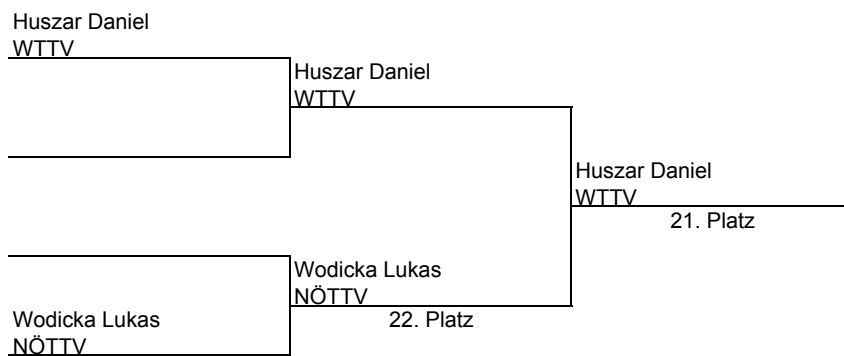 Huszar Daniel
WTTV
Huszar Daniel
WTTV
Huszar Daniel
WTTV
21. Platz
Wodicka Lukas
NÖTTV
22. Platz
Wodicka Lukas
NÖTTV